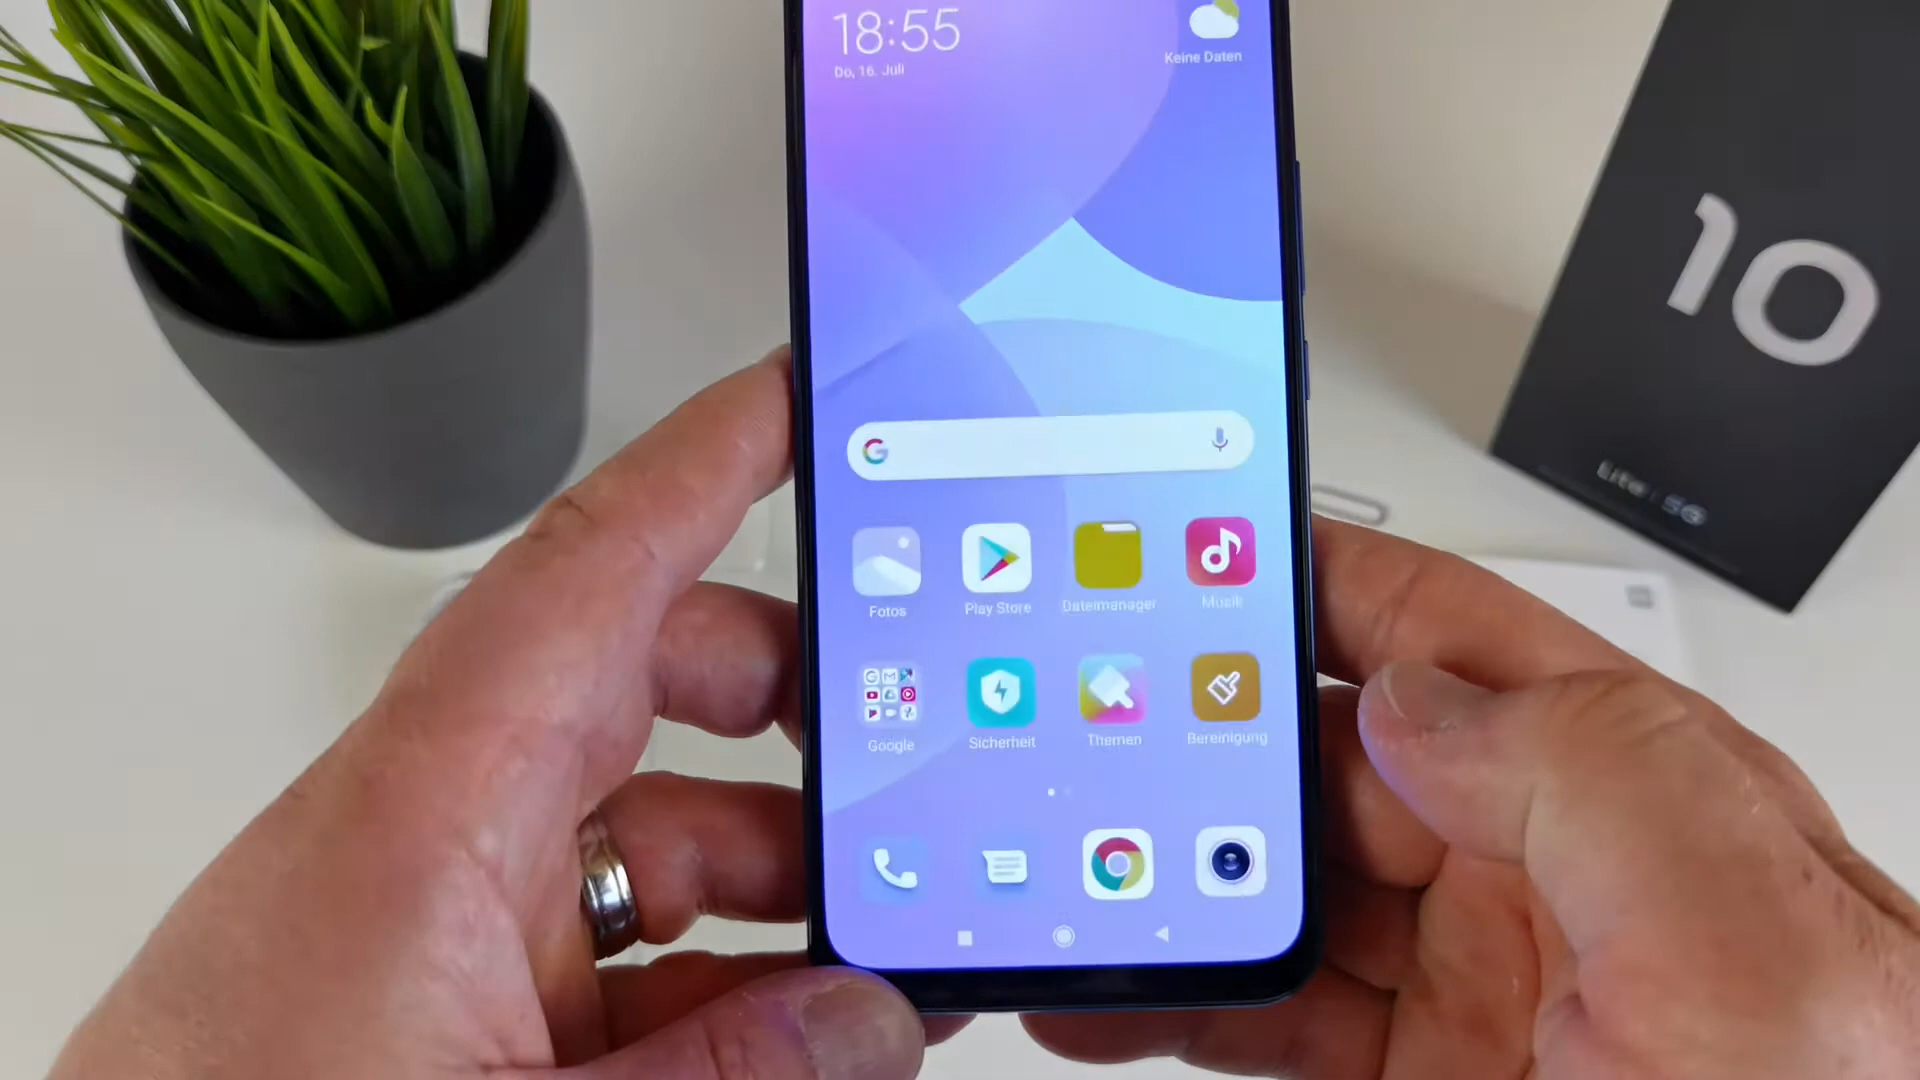 18:55
Do, 16. Juli
Keine Daten
10
Lite | 5G
Fotos
Play Store
Dateimanager
Musik
Google
Sicherheit
Themen
Bereinigung